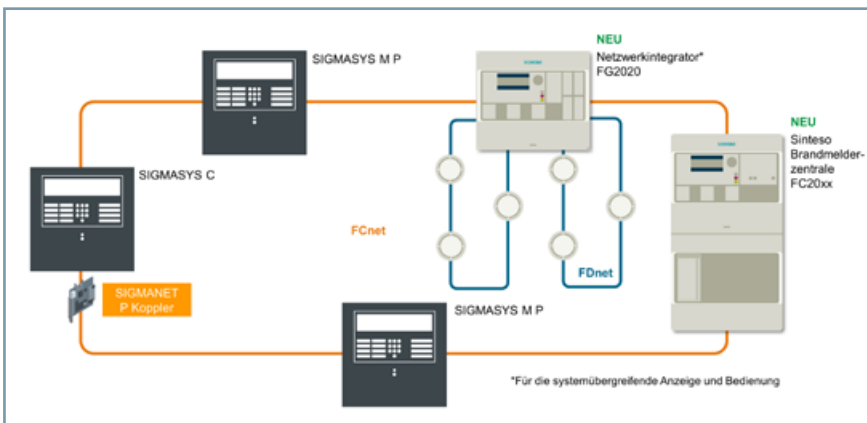 SIGMASYS M P
NEU
Netzwerkintegrator*
FG2020
NEU
Sinteso
Brandmelder-
zentrale
FC20xx
SIGMASYS C
FCnet
FDnet
SIGMANET
P Koppler
SIGMASYS M P
*Für die systemübergreifende Anzeige und Bedienung